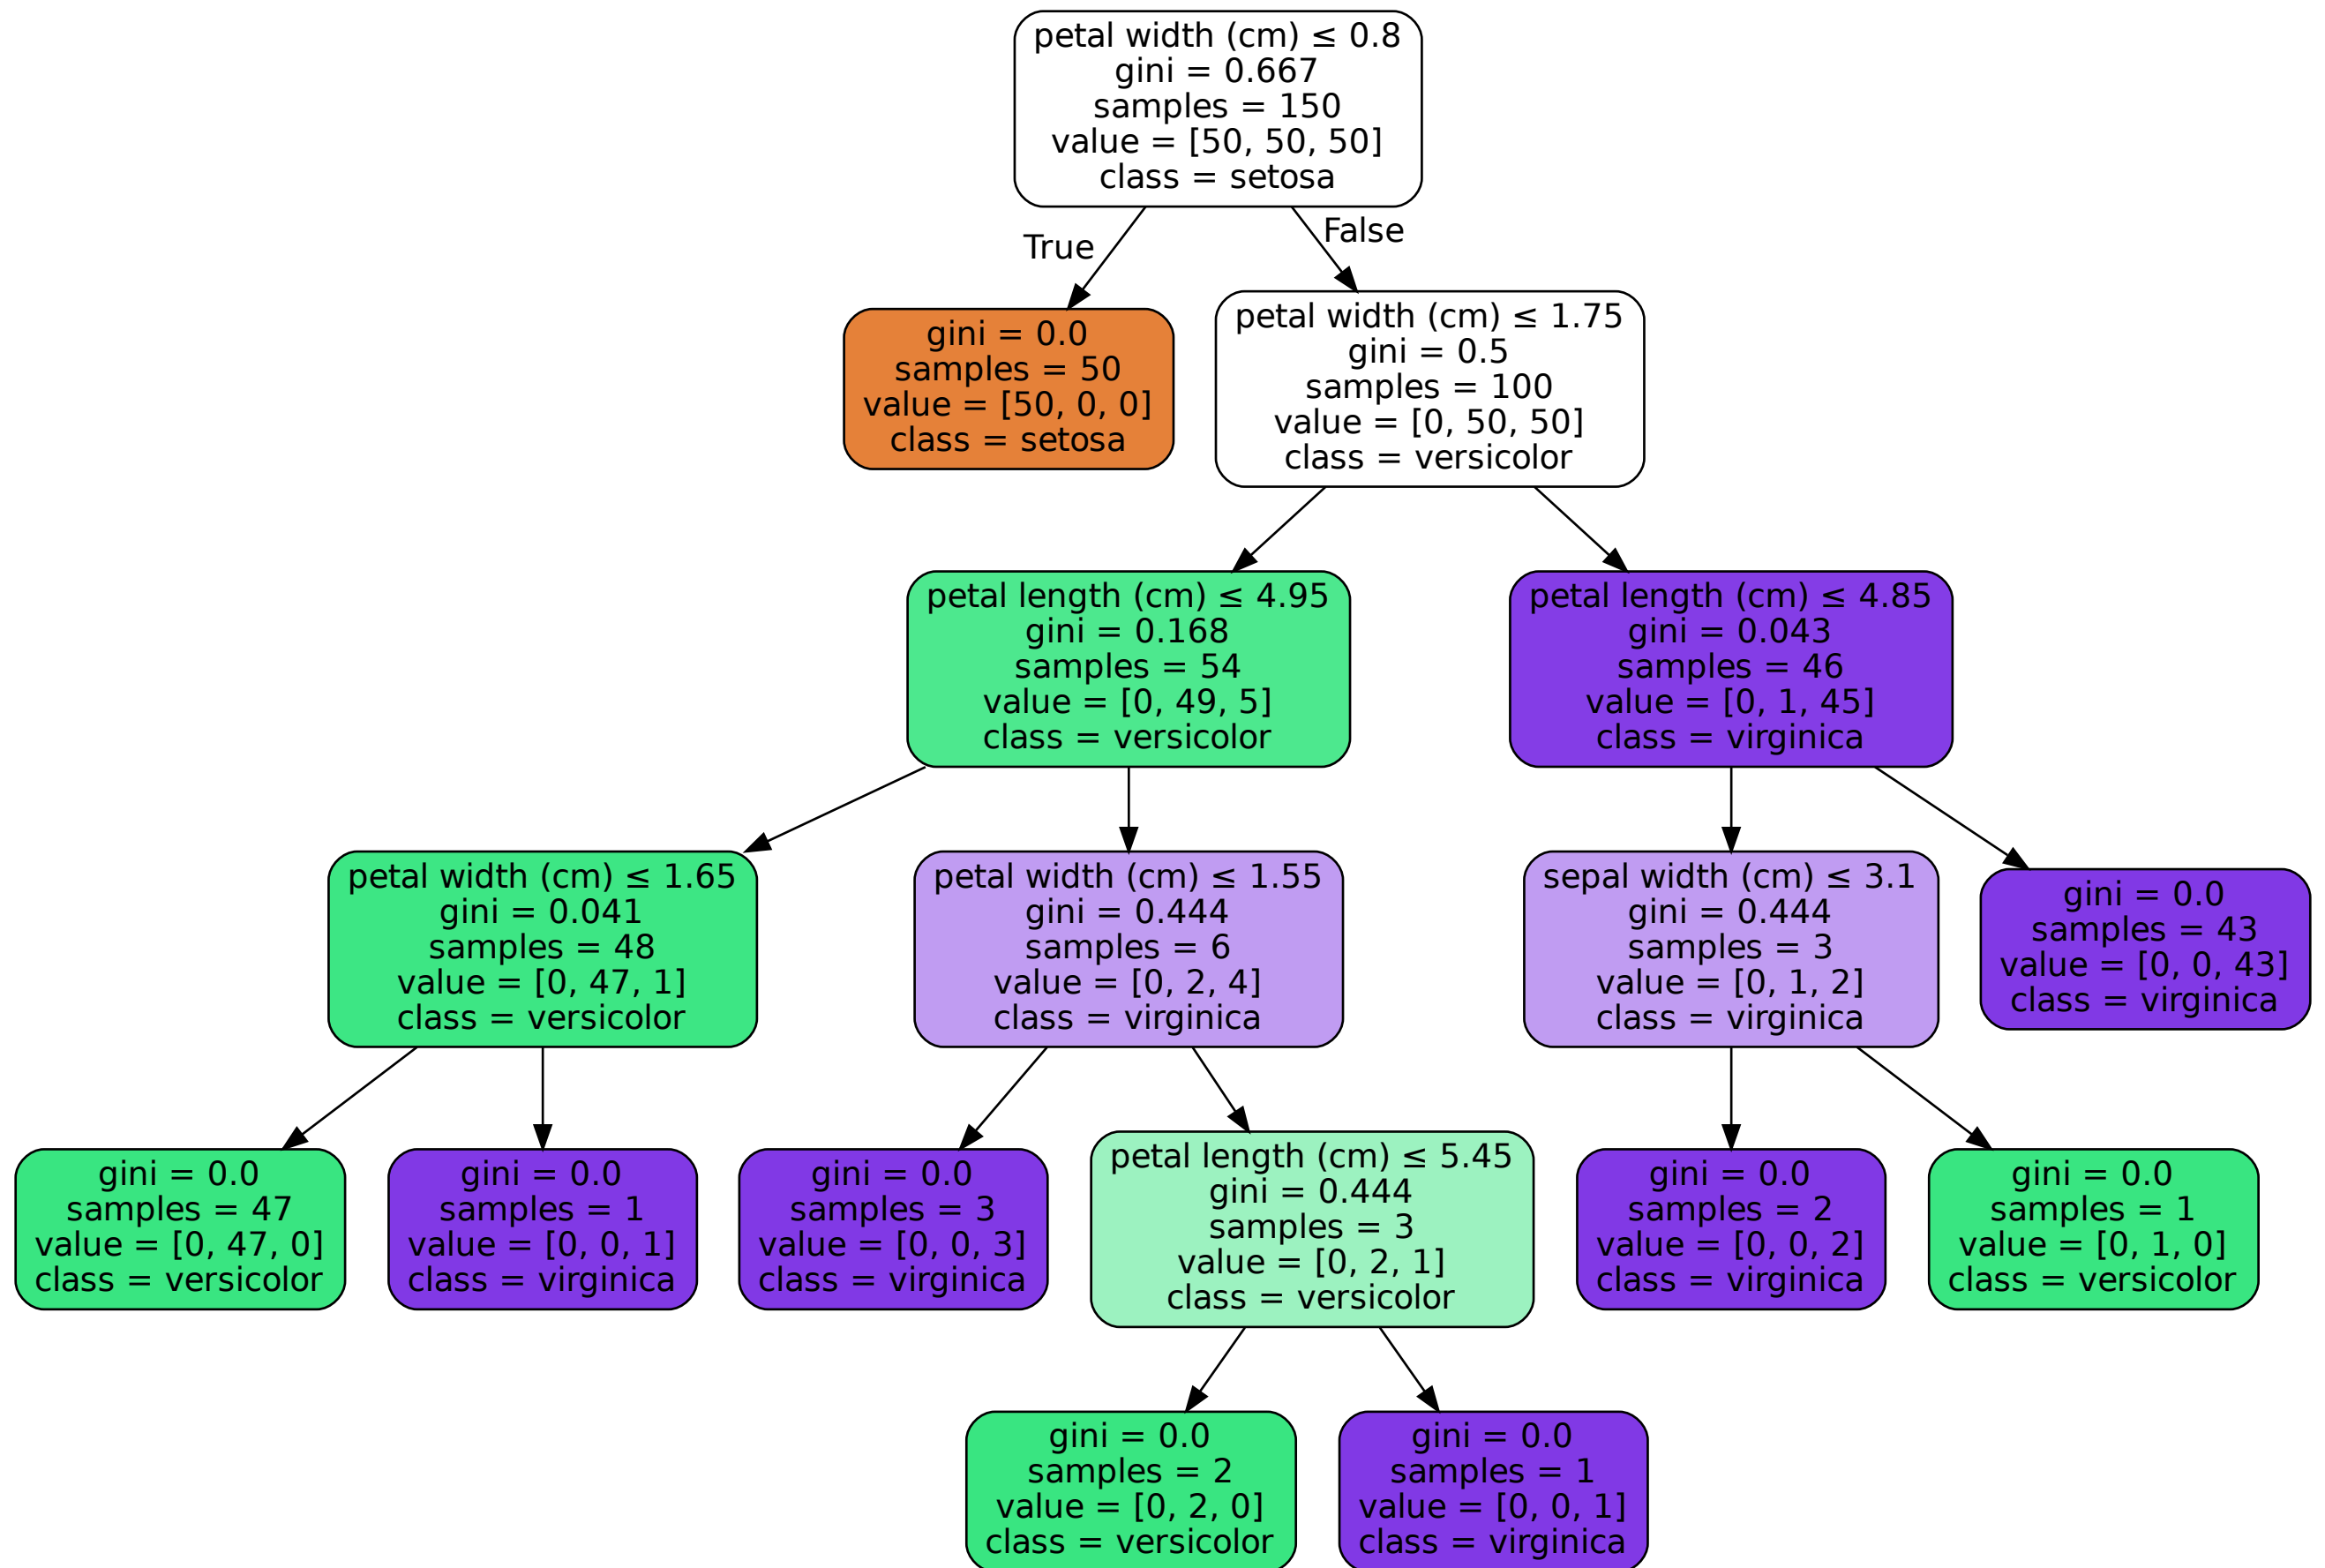 petal width (cm) ≤ 0.8
gini = 0.667
samples = 150
value = [50, 50, 50]
class = setosa
True
False
gini = 0.0
samples = 50
value = [50, 0, 0]
class = setosa
petal width (cm) ≤ 1.75
gini = 0.5
samples = 100
value = [0, 50, 50]
class = versicolor
petal length (cm) ≤ 4.95
gini = 0.168
samples = 54
value = [0, 49, 5]
class = versicolor
petal length (cm) ≤ 4.85
gini = 0.043
samples = 46
value = [0, 1, 45]
class = virginica
petal width (cm) ≤ 1.65
gini = 0.041
samples = 48
value = [0, 47, 1]
class = versicolor
petal width (cm) ≤ 1.55
gini = 0.444
samples = 6
value = [0, 2, 4]
class = virginica
sepal width (cm) ≤ 3.1
gini = 0.444
samples = 3
value = [0, 1, 2]
class = virginica
gini = 0.0
samples = 43
value = [0, 0, 43]
class = virginica
gini = 0.0
samples = 47
value = [0, 47, 0]
class = versicolor
gini = 0.0
samples = 1
value = [0, 0, 1]
class = virginica
gini = 0.0
samples = 3
value = [0, 0, 3]
class = virginica
petal length (cm) ≤ 5.45
gini = 0.444
samples = 3
value = [0, 2, 1]
class = versicolor
gini = 0.0
samples = 2
value = [0, 0, 2]
class = virginica
gini = 0.0
samples = 1
value = [0, 1, 0]
class = versicolor
gini = 0.0
samples = 2
value = [0, 2, 0]
class = versicolor
gini = 0.0
samples = 1
value = [0, 0, 1]
class = virginica